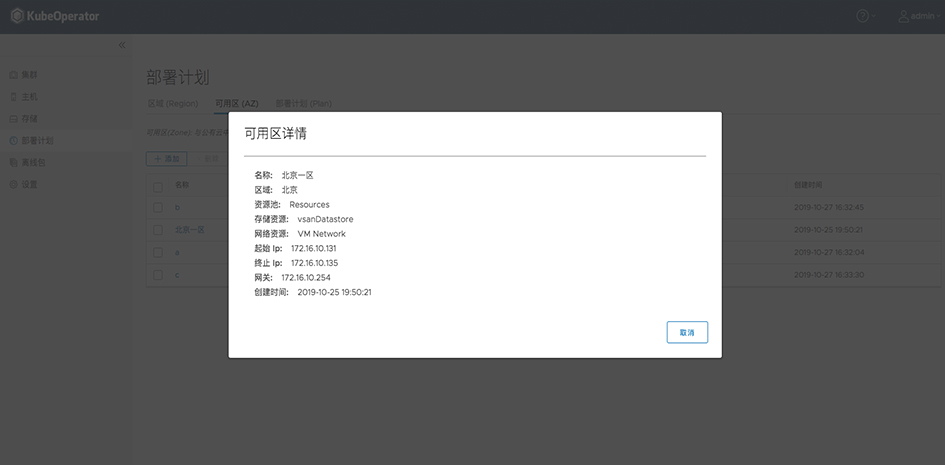 KubeOperator
admin
集群
主机
存储
部署计划
离线包
设置
部署计划
区域 (Region) 可用区 (AZ) 部署计划 (Plan)
可用区(Zone)
添加
名称 创建时间
b 2019-10-27 16:32:45
北京一区 2019-10-25 19:50:21
a 2019-10-27 16:32:04
c 2019-10-27 16:33:30
可用区详情
名称: 北京一区
区域: 北京
资源池: Resources
存储资源: vsanDatastore
网络资源: VM Network
起始 Ip: 172.16.10.131
终止 Ip: 172.16.10.135
网关: 172.16.10.254
创建时间: 2019-10-25 19:50:21
取消